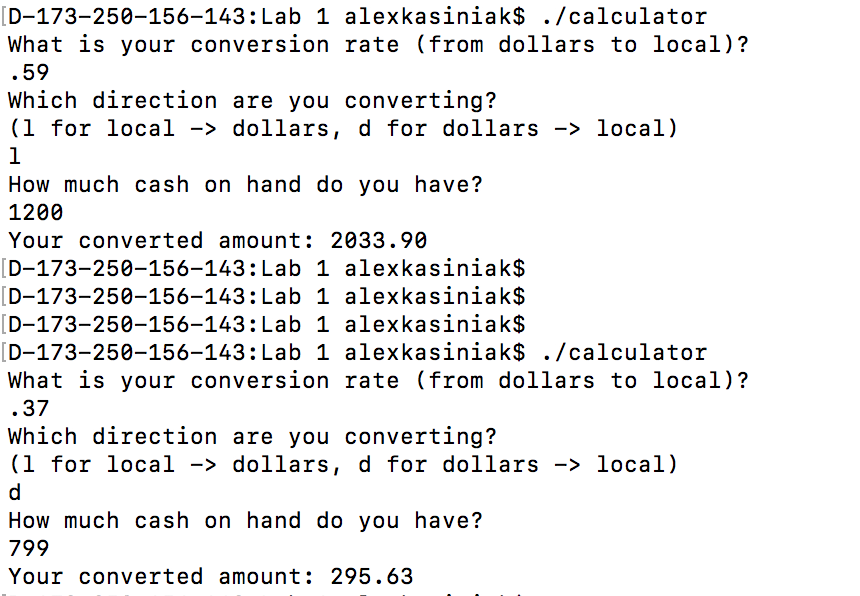 [D-173-250-156-143:Lab 1 alexkasiniak$ ./calculator
What is your conversion rate (from dollars to local)?
.59
Which direction are you converting?
(l for local -> dollars, d for dollars -> local)
l
How much cash on hand do you have?
1200
Your converted amount: 2033.90
[D-173-250-156-143:Lab 1 alexkasiniak$
[D-173-250-156-143:Lab 1 alexkasiniak$
[D-173-250-156-143:Lab 1 alexkasiniak$
[D-173-250-156-143:Lab 1 alexkasiniak$ ./calculator
What is your conversion rate (from dollars to local)?
.37
Which direction are you converting?
(l for local -> dollars, d for dollars -> local)
d
How much cash on hand do you have?
799
Your converted amount: 295.63